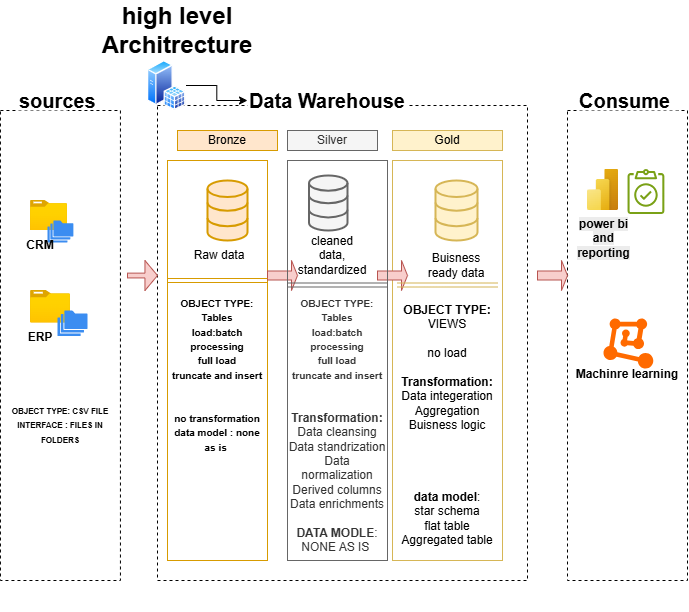 high level
Architrecture
sources
CRM
ERP
OBJECT TYPE: CSV FILE
INTERFACE : FILES IN
FOLDERS
Data Warehouse
Bronze
Raw data
OBJECT TYPE:
Tables
load:batch
processing
full load
truncate and insert
no transformation
data model : none
as is
Silver
cleaned
data,
standardized
OBJECT TYPE:
Tables
load:batch
processing
full load
truncate and insert
Transformation:
Data cleansing
Data standrization
Data
normalization
Derived columns
Data enrichments
DATA MODLE:
NONE AS IS
Gold
Buisness
ready data
OBJECT TYPE:
VIEWS
no load
Transformation:
Data integeration
Aggregation
Buisness logic
data model:
star schema
flat table
Aggregated table
Consume
power bi
and
reporting
Machinre learning